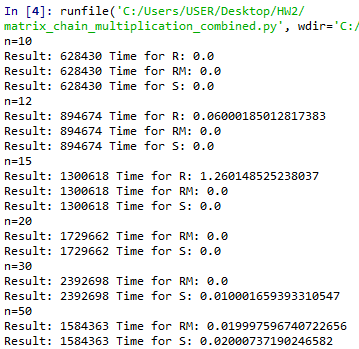 In [4]: runfile('C:/Users/USER/Desktop/HW2/
matrix_chain_multiplication_combined.py', wdir='C:/
n=10
Result: 628430 Time for R: 0.0
Result: 628430 Time for RM: 0.0
Result: 628430 Time for S: 0.0
n=12
Result: 894674 Time for R: 0.06000185012817383
Result: 894674 Time for RM: 0.0
Result: 894674 Time for S: 0.0
n=15
Result: 1300618 Time for R: 1.260148525238037
Result: 1300618 Time for RM: 0.0
Result: 1300618 Time for S: 0.0
n=20
Result: 1729662 Time for RM: 0.0
Result: 1729662 Time for S: 0.0
n=30
Result: 2392698 Time for RM: 0.0
Result: 2392698 Time for S: 0.010001659393310547
n=50
Result: 1584363 Time for RM: 0.019997596740722656
Result: 1584363 Time for S: 0.02000737190246582